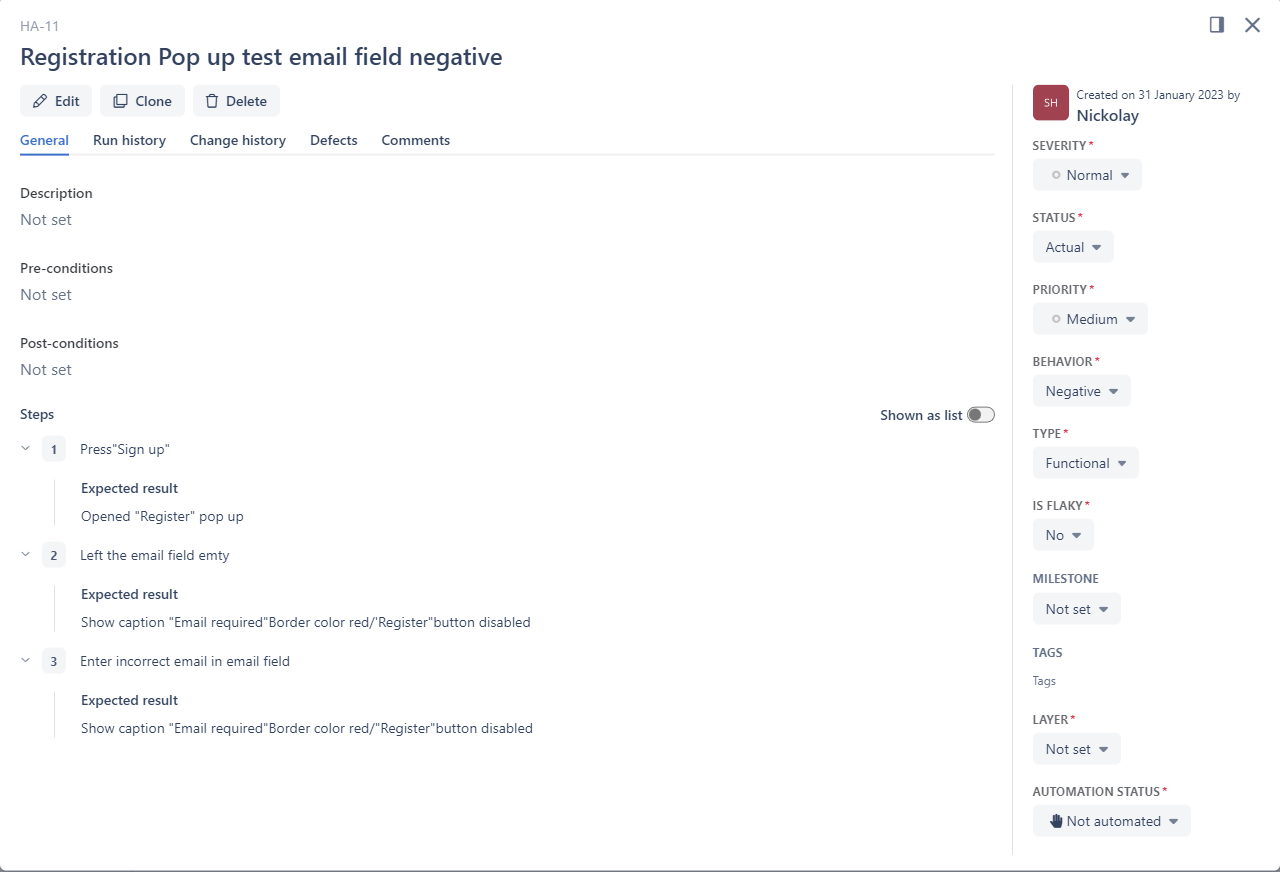 HA-11
Registration Pop up test email field negative
Edit
Clone
Delete
General
Run history
Change history
Defects
Comments
Description
Not set
Pre-conditions
Not set
Post-conditions
Not set
Steps
Shown as list
1 Press"Sign up"
Expected result
Opened "Register" pop up
2 Left the email field emty
Expected result
Show caption "Email required"Border color red/'Register"button disabled
3 Enter incorrect email in email field
Expected result
Show caption "Email required"Border color red/"Register"button disabled
SH
Created on 31 January 2023 by
Nickolay
SEVERITY*
Normal
STATUS*
Actual
PRIORITY*
Medium
BEHAVIOR*
Negative
TYPE*
Functional
IS FLAKY*
No
MILESTONE
Not set
TAGS
Tags
LAYER*
Not set
AUTOMATION STATUS*
Not automated